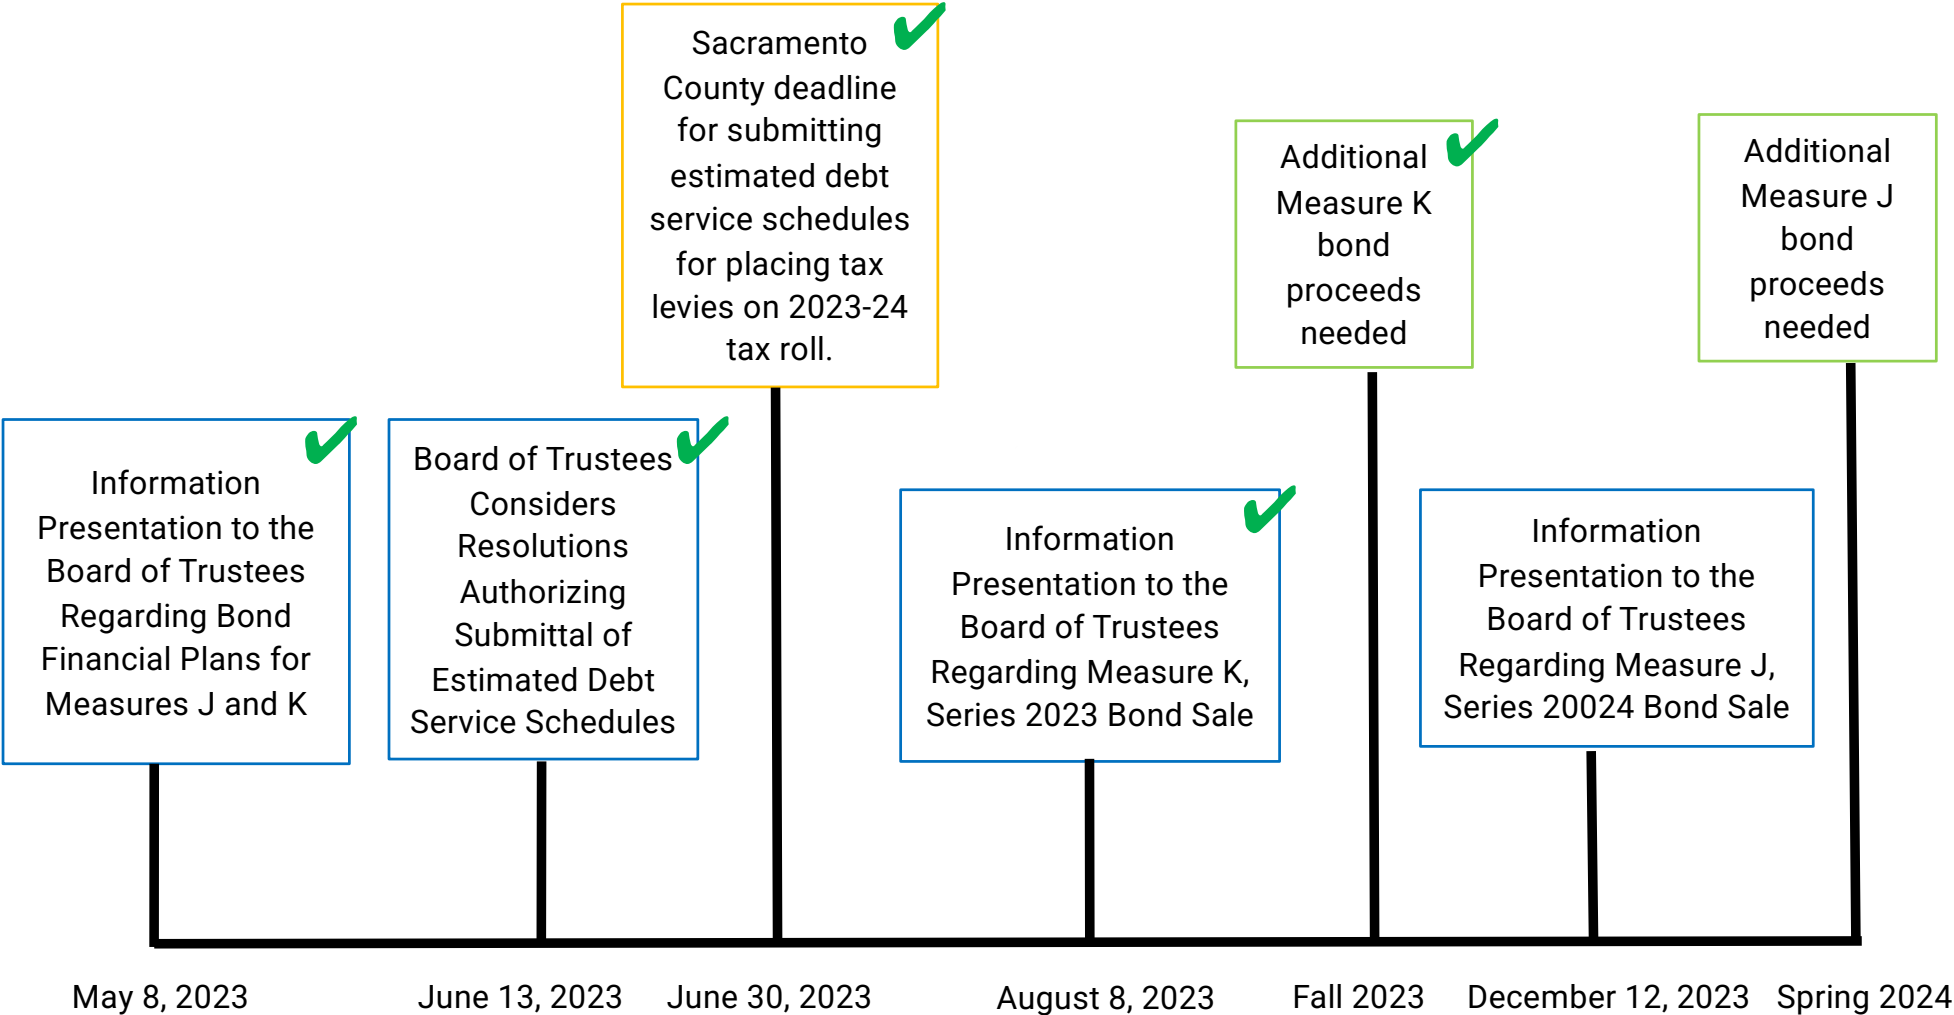 Sacramento
County deadline
for submitting
estimated debt
service schedules
for placing tax
levies on 2023-24
tax roll.
Additional
Measure K
bond
proceeds
needed
Additional
Measure J
bond
proceeds
needed
Information
Presentation to the
Board of Trustees
Regarding Bond
Financial Plans for
Measures J and K
Board of Trustees
Considers
Resolutions
Authorizing
Submittal of
Estimated Debt
Service Schedules
Information
Presentation to the
Board of Trustees
Regarding Measure K,
Series 2023 Bond Sale
Information
Presentation to the
Board of Trustees
Regarding Measure J,
Series 20024 Bond Sale
May 8, 2023
June 13, 2023
June 30, 2023
August 8, 2023
Fall 2023
December 12, 2023
Spring 2024